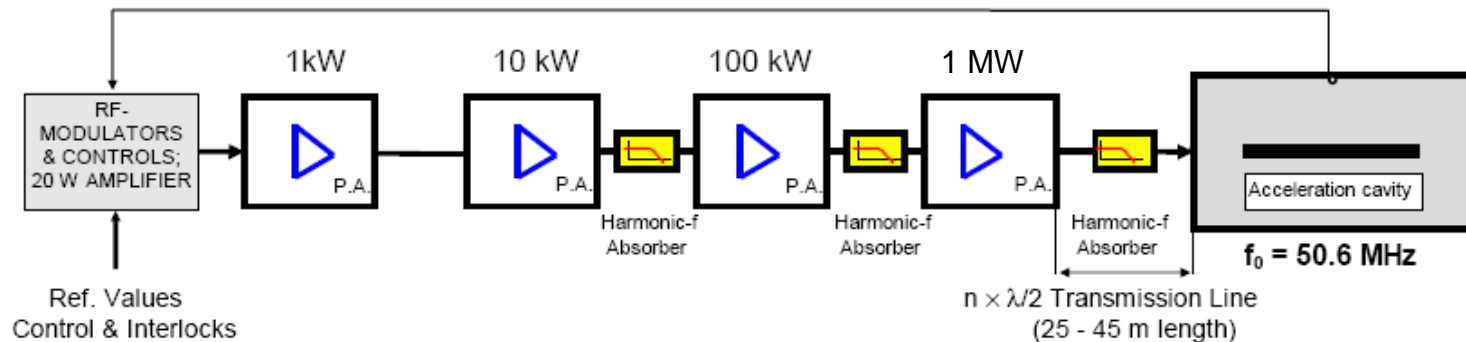 1kW
10 kW
100 kW
1 MW
RF-
MODULATORS
& CONTROLS;
20 W AMPLIFIER
P.A.
P.A.
P.A.
P.A.
Acceleration cavity
Harmonic-f
Absorber
Harmonic-f
Absorber
Harmonic-f
Absorber
f₀ = 50.6 MHz
Ref. Values
Control & Interlocks
n × λ/2 Transmission Line
(25 - 45 m length)